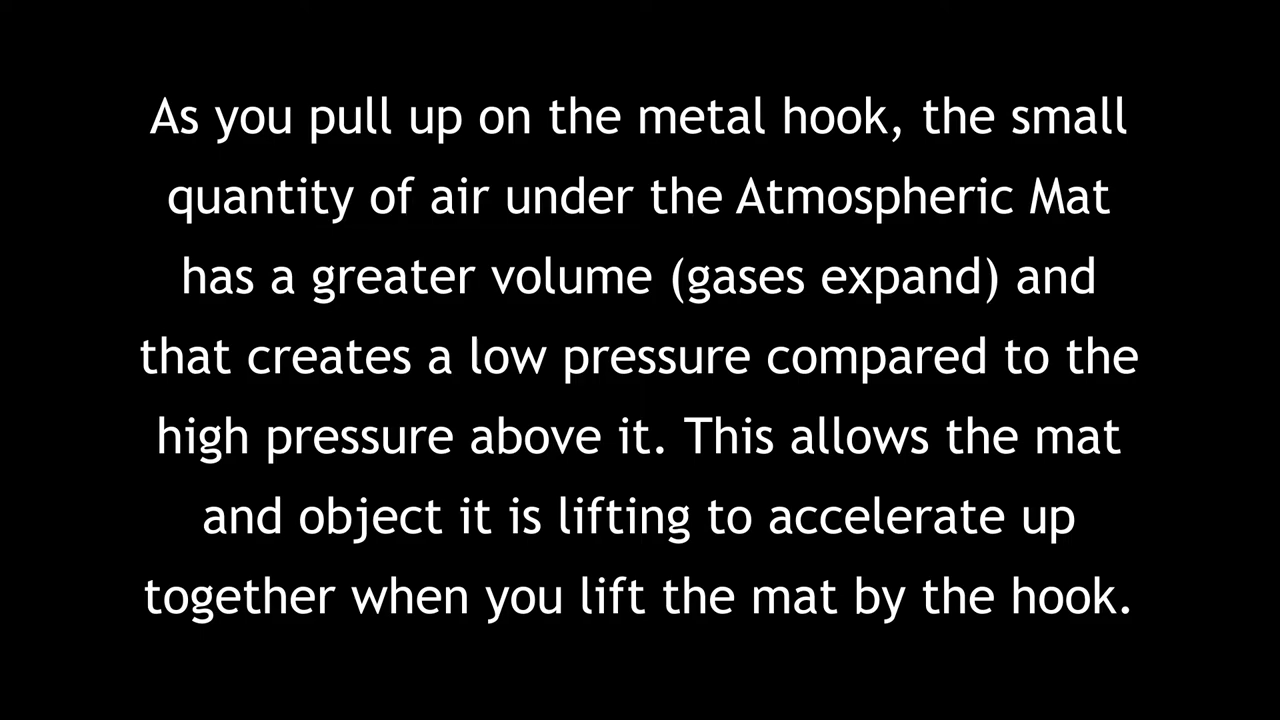 As you pull up on the metal hook, the small
quantity of air under the Atmospheric Mat
has a greater volume (gases expand) and
that creates a low pressure compared to the
high pressure above it. This allows the mat
and object it is lifting to accelerate up
together when you lift the mat by the hook.